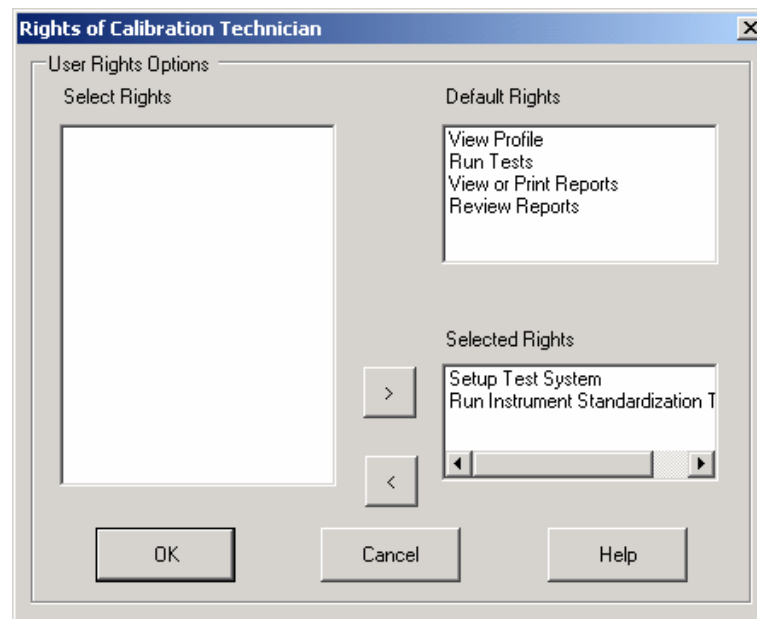 Rights of Calibration Technician
User Rights Options
Select Rights
Default Rights
View Profile
Run Tests
View or Print Reports
Review Reports
Selected Rights
Setup Test System
Run Instrument Standardization T
>
<
OK
Cancel
Help